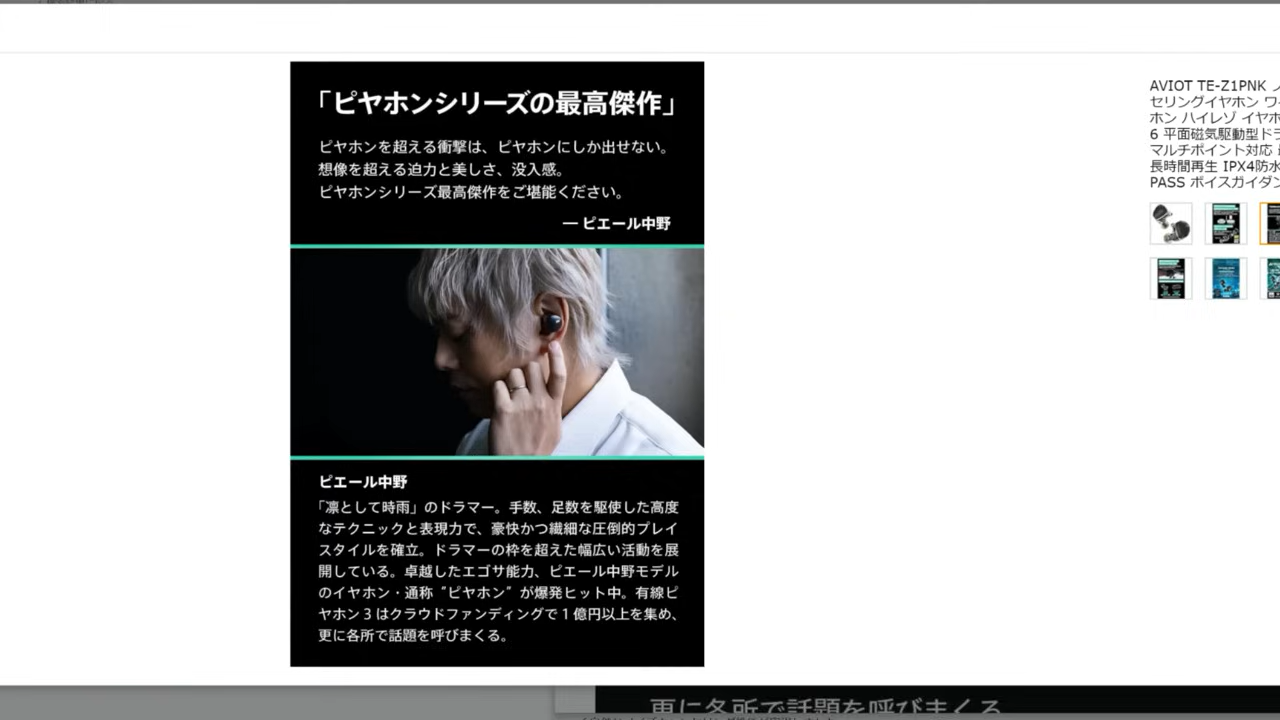 「ピヤホンシリーズの最高傑作」
ピヤホンを超える衝撃は、ピヤホンにしか出せない。
想像を超える迫力と美しさ、没入感。
ピヤホンシリーズ最高傑作をご堪能ください。
― ピエール中野
ピエール中野
「凛として時雨」のドラマー。手数、足数を駆使した高度
なテクニックと表現力で、豪快かつ繊細な圧倒的プレイ
スタイルを確立。ドラマーの枠を超えた幅広い活動を展
開している。卓越したエゴサ能力、ピエール中野モデル
のイヤホン・通称“ピヤホン”が爆発ヒット中。有線ピ
ヤホン3はクラウドファンディングで1億円以上を集め、
更に各所で話題を呼びまくる。
AVIOT TE-Z1PNK
セリングイヤホン ワ
ホン ハイレゾ イヤホ
6 平面磁気駆動型ドラ
マルチポイント対応
長時間再生 IPX4防水
PASS ボイスガイダン
更に各所で話題を呼びまくる